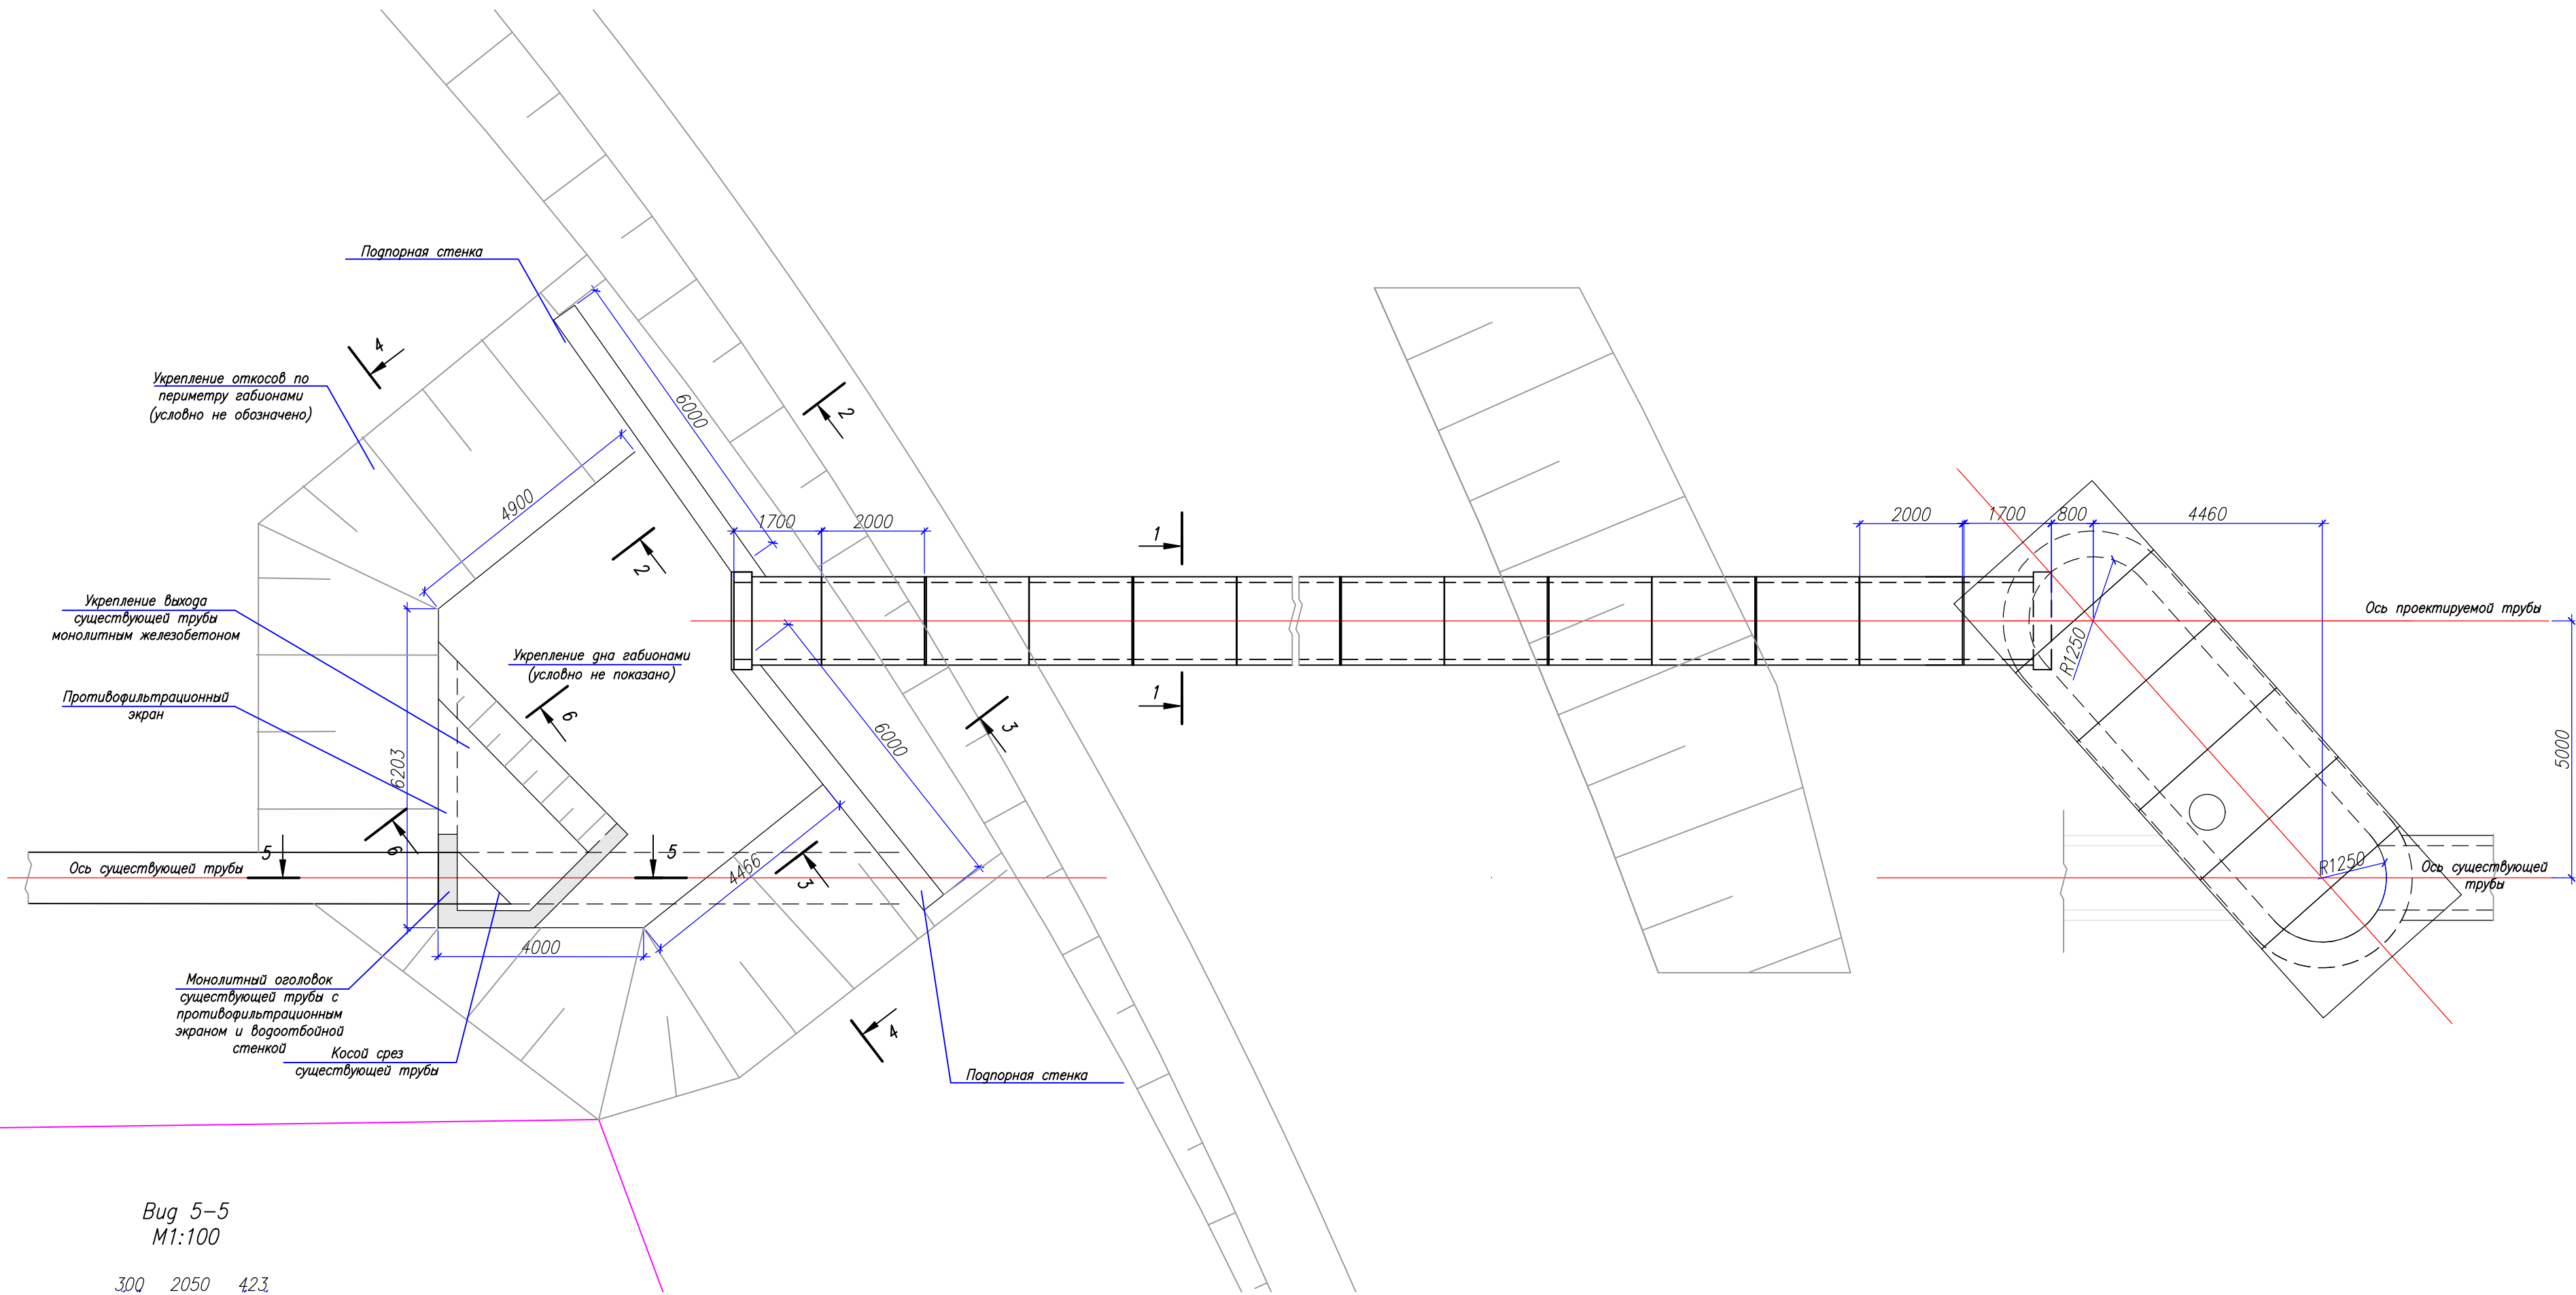 Подпорная стенка
4
Укрепление откосов по
периметру габионами
(условно не обозначено)
6000
2
4900
2
1700
2000
1
2000
1700
800
4460
Ось проектируемой трубы
R1250
5000
Укрепление выхода
существующей трубы
монолитным железобетоном
Укрепление дна габионами
(условно не показано)
Противофильтрационный
экран
6
6203
1
6000
3
6
5
5
Ось существующей трубы
4466
3
R1250
Ось существующей
трубы
4000
Монолитный оголовок
существующей трубы с
противофильтрационным
экраном и водоотбойной
стенкой
Косой срез
существующей трубы
4
Подпорная стенка
Вид 5-5
М1:100
300
2050
423